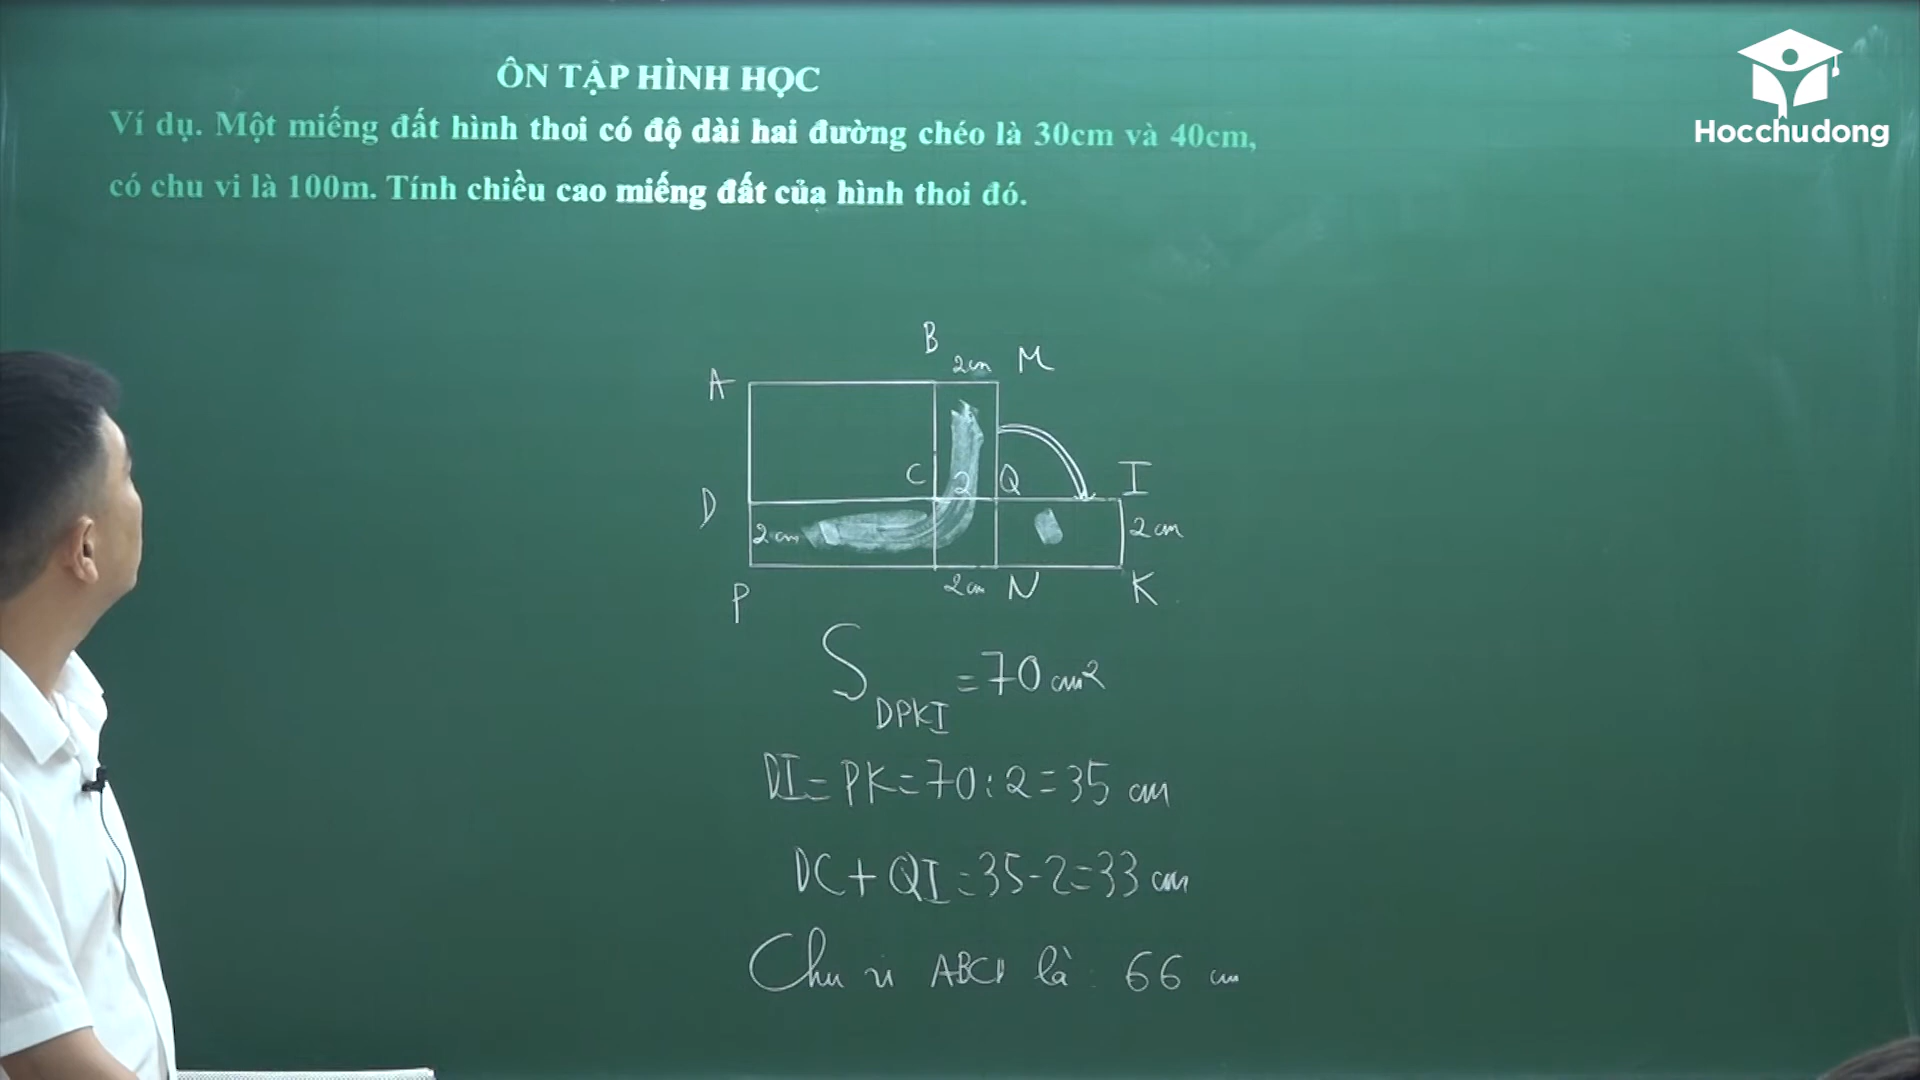 Hocchudong
ÔN TẬP HÌNH HỌC
Ví dụ. Một miếng đất hình thoi có độ dài hai đường chéo là 30cm và 40cm,
có chu vi là 100m. Tính chiều cao miếng đất của hình thoi đó.
B 2cm M
A
C 2 Q I
D
2cm 2cm
P 2cm N K
S DPKI = 70 cm²
DI = PK = 70 : 2 = 35 cm
DC + QI = 35 - 2 = 33 cm
Chu vi ABCD là : 66 cm